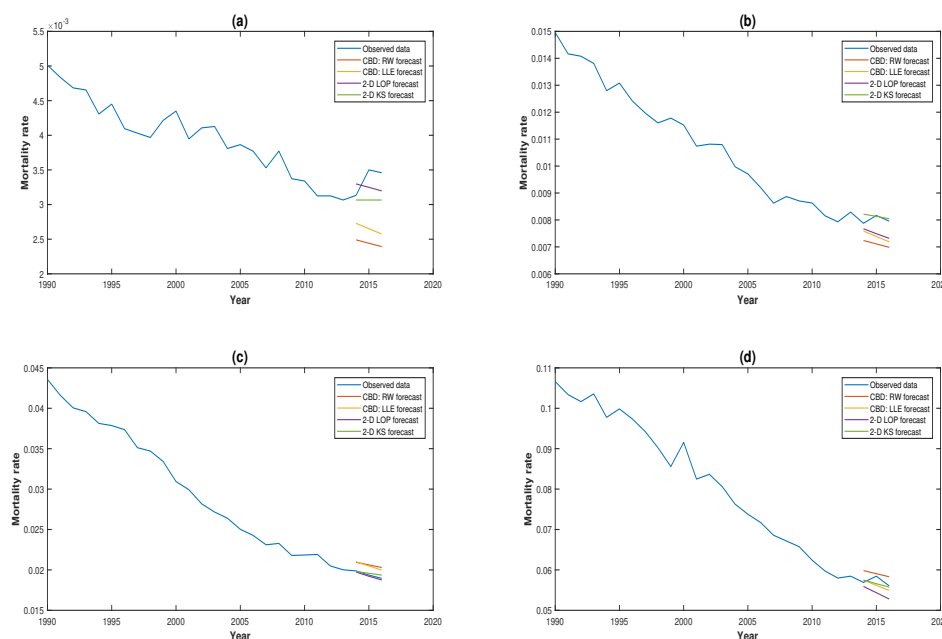 (a)
×10⁻³
5.5
5
4.5
4
3.5
3
2.5
2
Mortality rate
1990 1995 2000 2005 2010 2015 2020
Year
Observed data
CBD: RW forecast
CBD: LLE forecast
2-D LOP forecast
2-D KS forecast
(b)
0.015
0.014
0.013
0.012
0.011
0.01
0.009
0.008
0.007
0.006
Mortality rate
1990 1995 2000 2005 2010 2015 2020
Year
Observed data
CBD: RW forecast
CBD: LLE forecast
2-D LOP forecast
2-D KS forecast
(c)
0.045
0.04
0.035
0.03
0.025
0.02
0.015
Mortality rate
1990 1995 2000 2005 2010 2015 2020
Year
Observed data
CBD: RW forecast
CBD: LLE forecast
2-D LOP forecast
2-D KS forecast
(d)
0.11
0.1
0.09
0.08
0.07
0.06
0.05
Mortality rate
1990 1995 2000 2005 2010 2015 2020
Year
Observed data
CBD: RW forecast
CBD: LLE forecast
2-D LOP forecast
2-D KS forecast